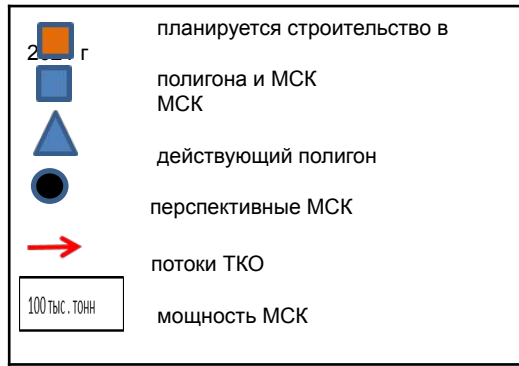 планируется строительство в
г
полигона и МСК
МСК
действующий полигон
перспективные МСК
потоки ТКО
100 тыс. тонн
мощность МСК